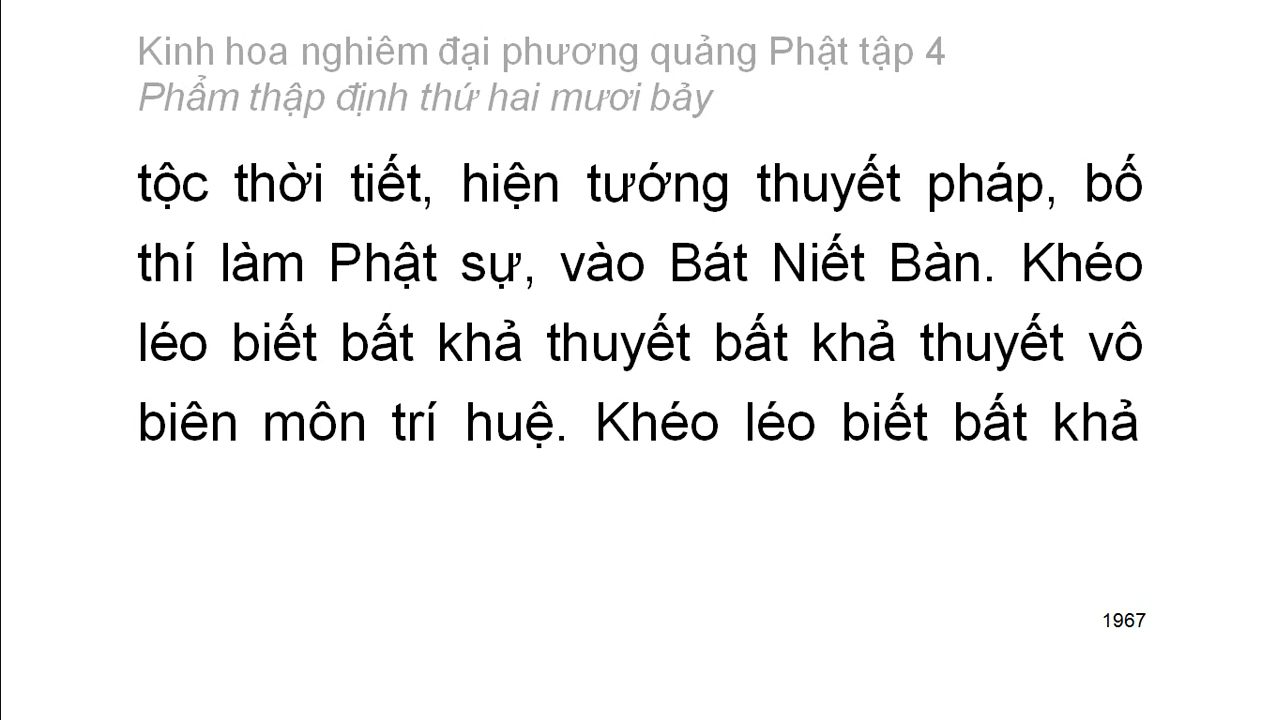 Kinh hoa nghiêm đại phương quảng Phật tập 4
Phẩm thập định thứ hai mươi bảy
tộc thời tiết, hiện tướng thuyết pháp, bố
thí làm Phật sự, vào Bát Niết Bàn. Khéo
léo biết bất khả thuyết bất khả thuyết vô
biên môn trí huệ. Khéo léo biết bất khả
1967